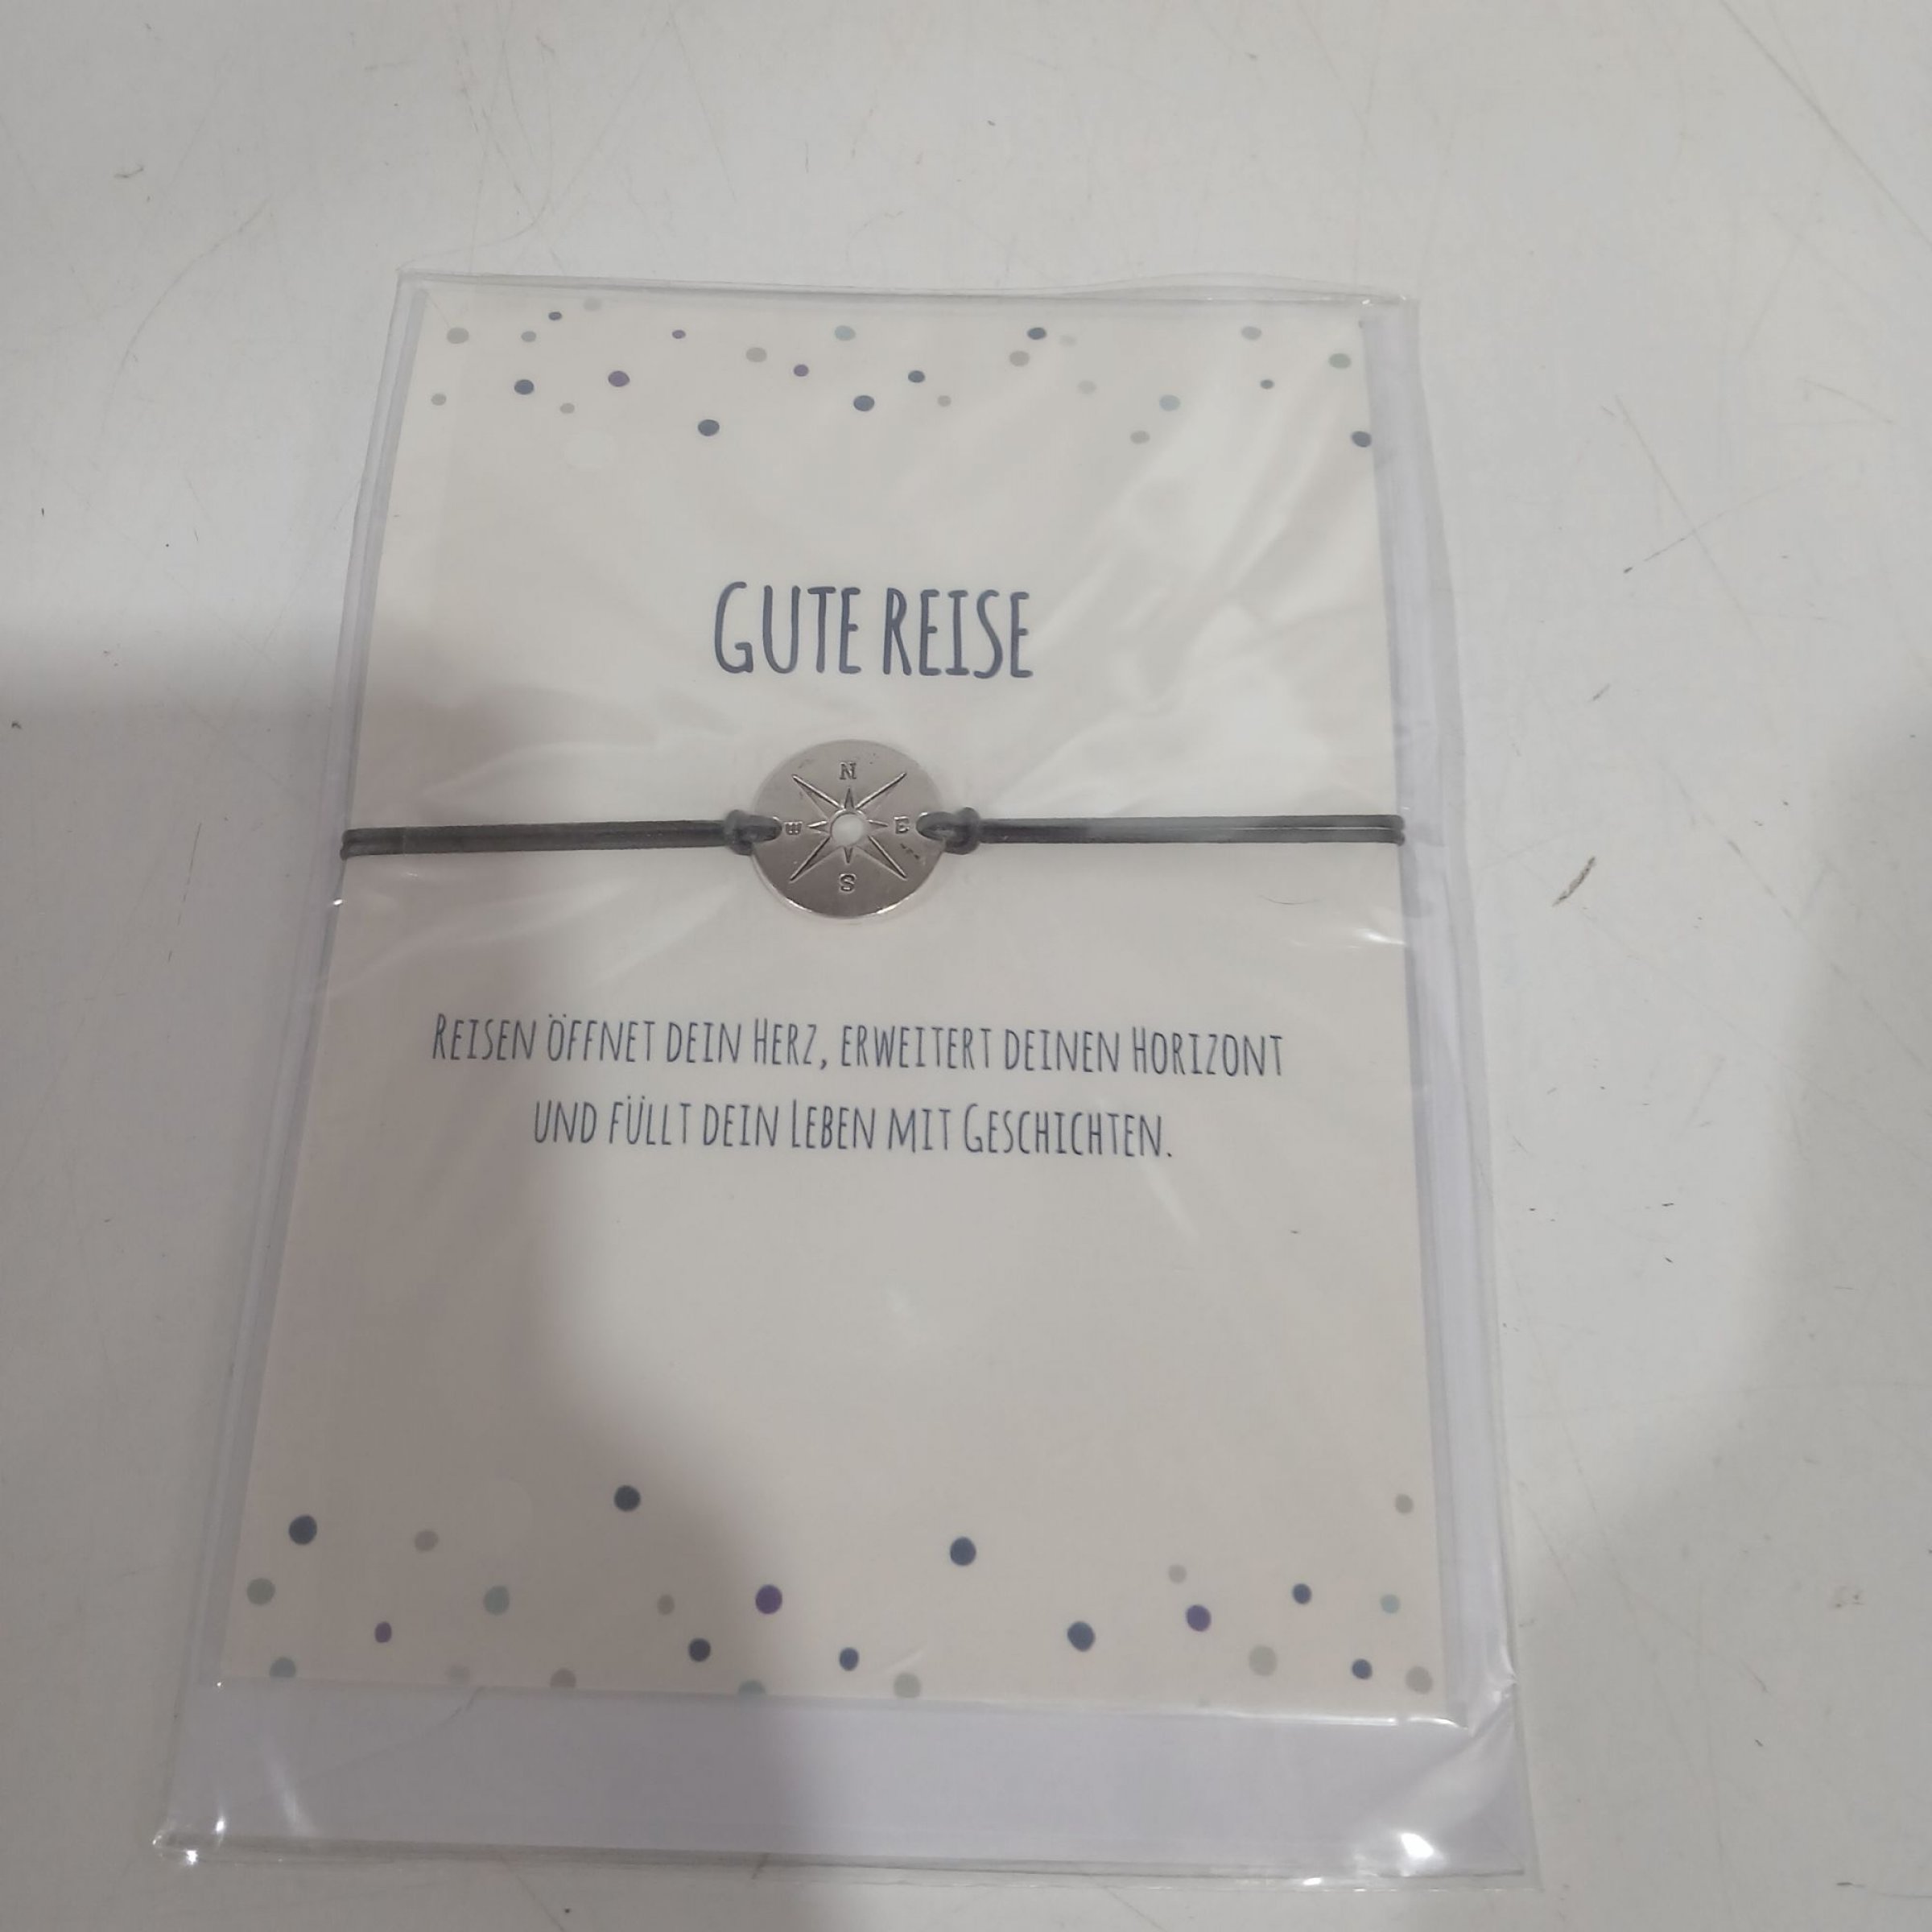 GUTE REISE
N
W E
S
REISEN ÖFFNET DEIN HERZ, ERWEITERT DEINEN HORIZONT
UND FÜLLT DEIN LEBEN MIT GESCHICHTEN.